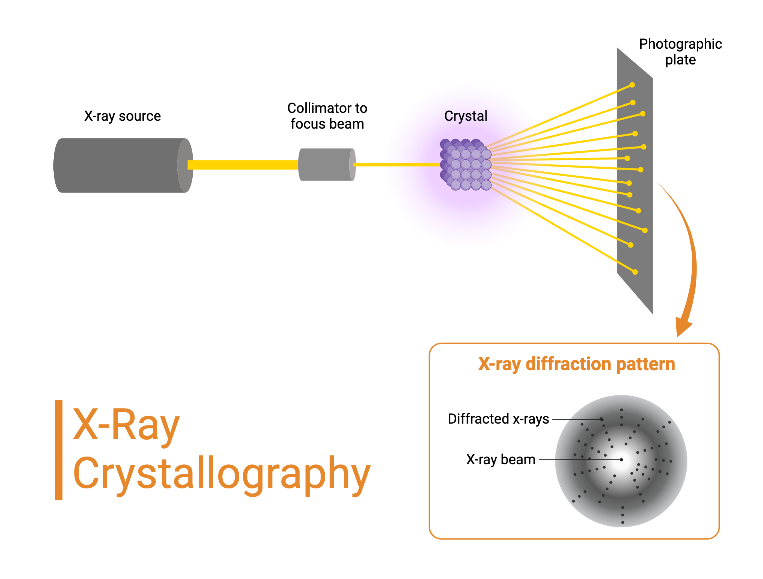 Photographic
plate
X-ray source
Collimator to
focus beam
Crystal
X-ray diffraction pattern
Diffracted x-rays
X-ray beam
X-Ray
Crystallography